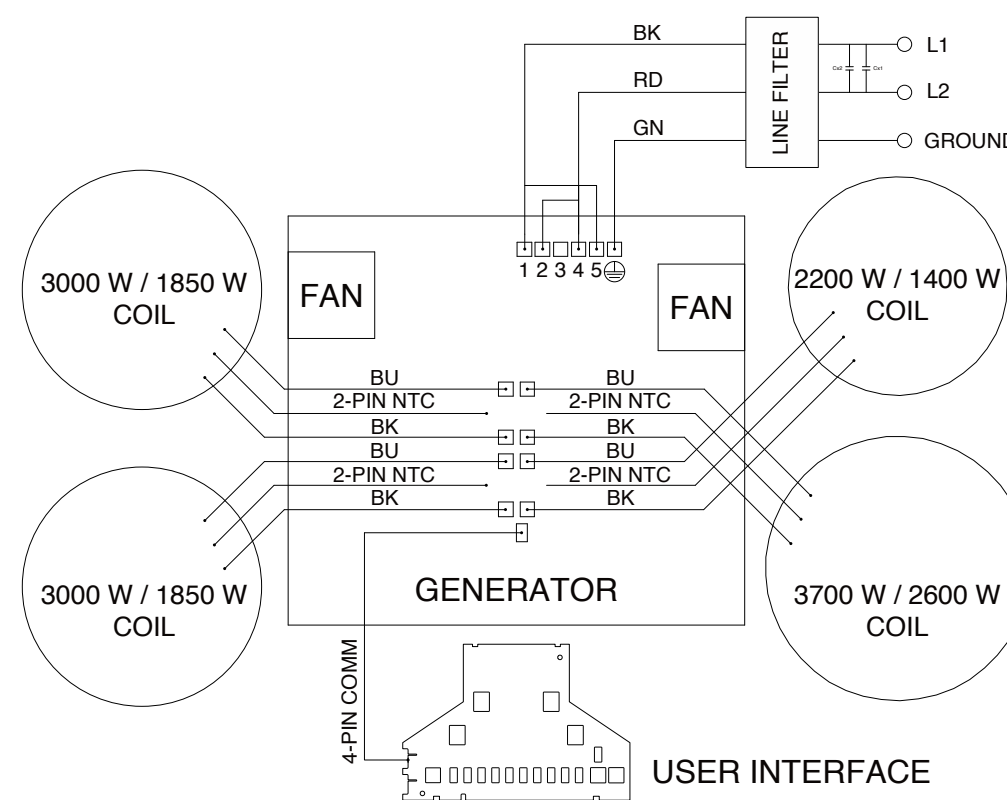 BK
RD
GN
LINE FILTER
Cx2
Cx1
L1
L2
GROUND
3000 W / 1850 W
COIL
FAN
1 2 3 4 5
FAN
2200 W / 1400 W
COIL
BU
2-PIN NTC
BK
BU
2-PIN NTC
BK
BU
2-PIN NTC
BK
BU
2-PIN NTC
BK
3000 W / 1850 W
COIL
GENERATOR
3700 W / 2600 W
COIL
4-PIN COMM
USER INTERFACE